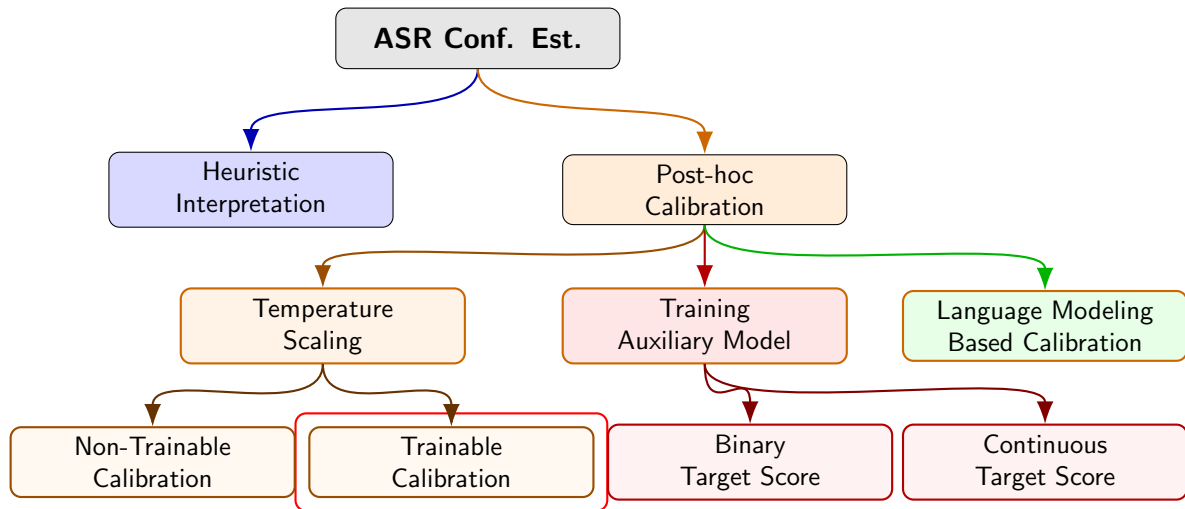 ASR Conf. Est.
Heuristic
Interpretation
Post-hoc
Calibration
Temperature
Scaling
Training
Auxiliary Model
Language Modeling
Based Calibration
Non-Trainable
Calibration
Trainable
Calibration
Binary
Target Score
Continuous
Target Score